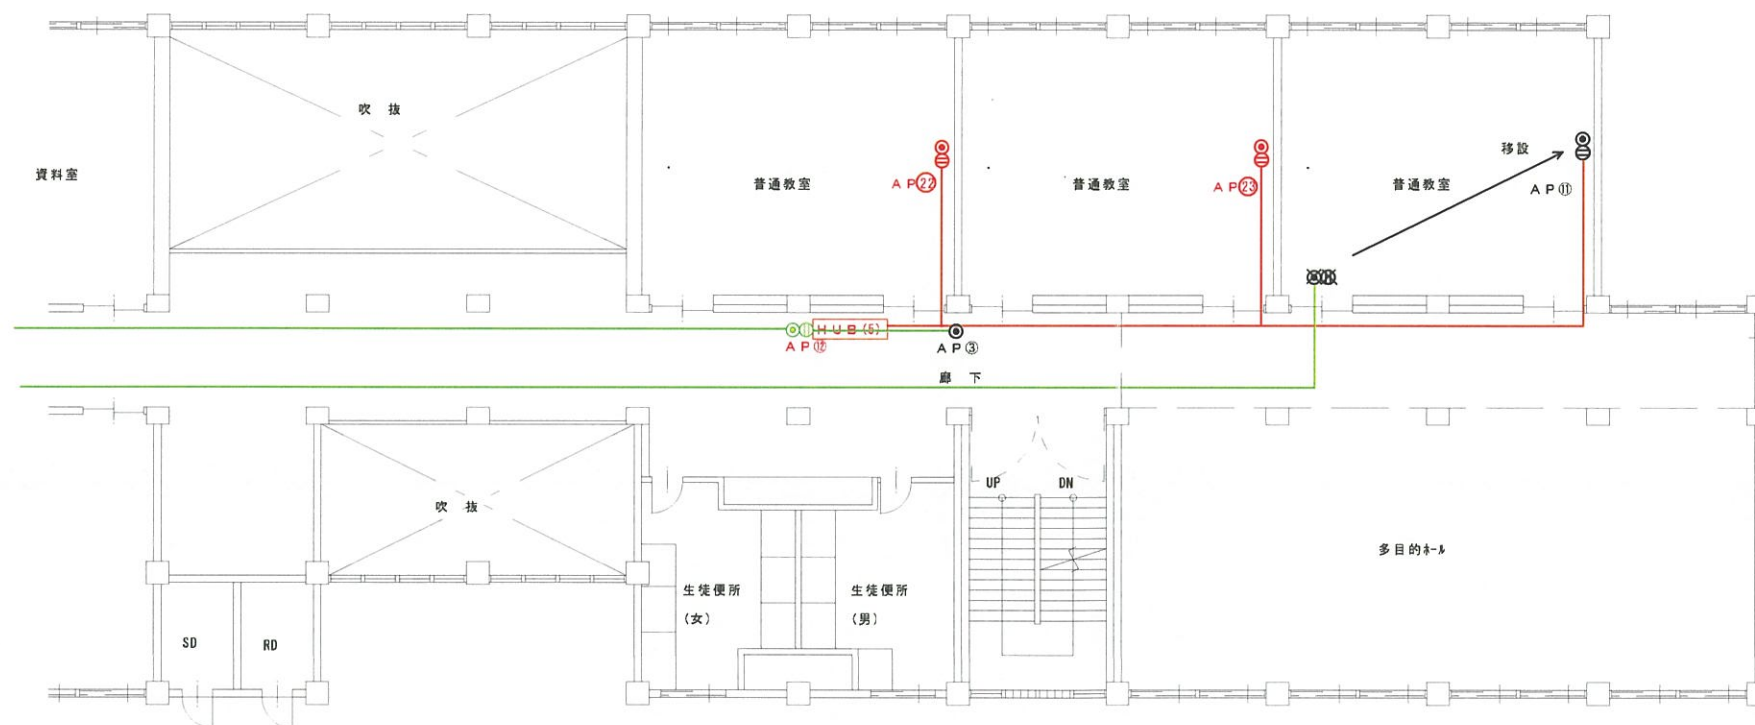 吹 抜
資料室
普通教室
AP㉒
普通教室
AP㉓
普通教室
移設
AP⑪
HUB(5)
AP⑫
AP③
廊 下
吹 抜
UP
DN
多目的ホール
生徒便所
(女)
生徒便所
(男)
SD
RD